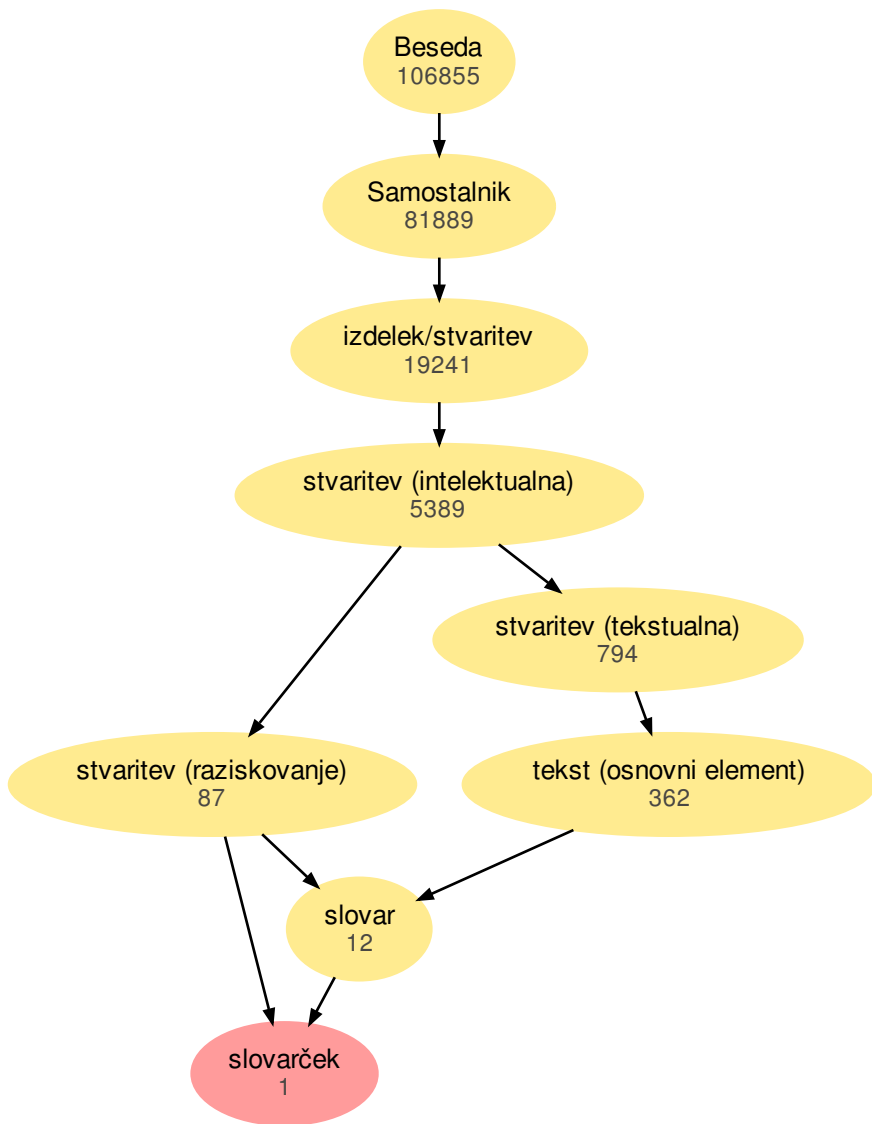 Beseda
106855
Samostalnik
81889
izdelek/stvaritev
19241
stvaritev (intelektualna)
5389
stvaritev (tekstualna)
794
stvaritev (raziskovanje)
87
tekst (osnovni element)
362
slovar
12
slovarček
1